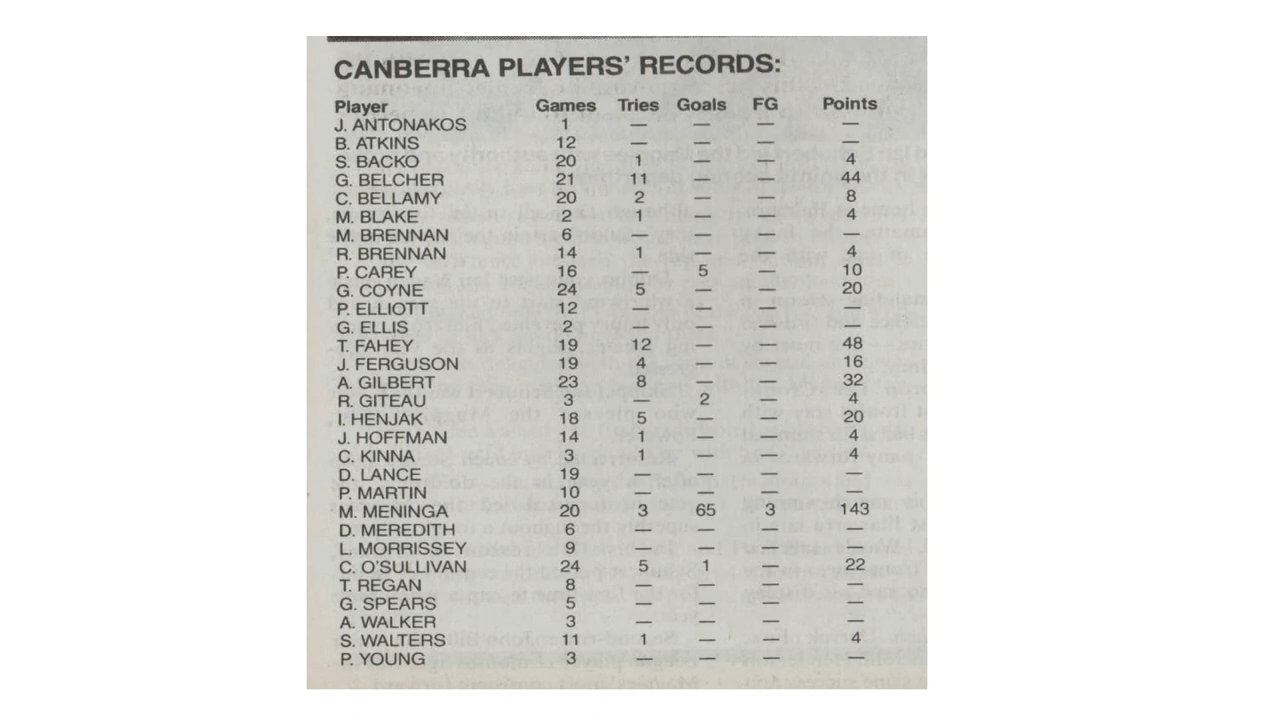 CANBERRA PLAYERS' RECORDS:
Player Games Tries Goals FG Points
J. ANTONAKOS 1 — — — —
B. ATKINS 12 — — — —
S. BACKO 20 1 — — 4
G. BELCHER 21 11 — — 44
C. BELLAMY 20 2 — — 8
M. BLAKE 2 1 — — 4
M. BRENNAN 6 — — — —
R. BRENNAN 14 1 — — 4
P. CAREY 16 — 5 — 10
G. COYNE 24 5 — — 20
P. ELLIOTT 12 — — — —
G. ELLIS 2 — — — —
T. FAHEY 19 12 — — 48
J. FERGUSON 19 4 — — 16
A. GILBERT 23 8 — — 32
R. GITEAU 3 — 2 — 4
I. HENJAK 18 5 — — 20
J. HOFFMAN 14 1 — — 4
C. KINNA 3 1 — — 4
D. LANCE 19 — — — —
P. MARTIN 10 — — — —
M. MENINGA 20 3 65 3 143
D. MEREDITH 6 — — — —
L. MORRISSEY 9 — — — —
C. O'SULLIVAN 24 5 1 — 22
T. REGAN 8 — — — —
G. SPEARS 5 — — — —
A. WALKER 3 — — — —
S. WALTERS 11 1 — — 4
P. YOUNG 3 — — — —